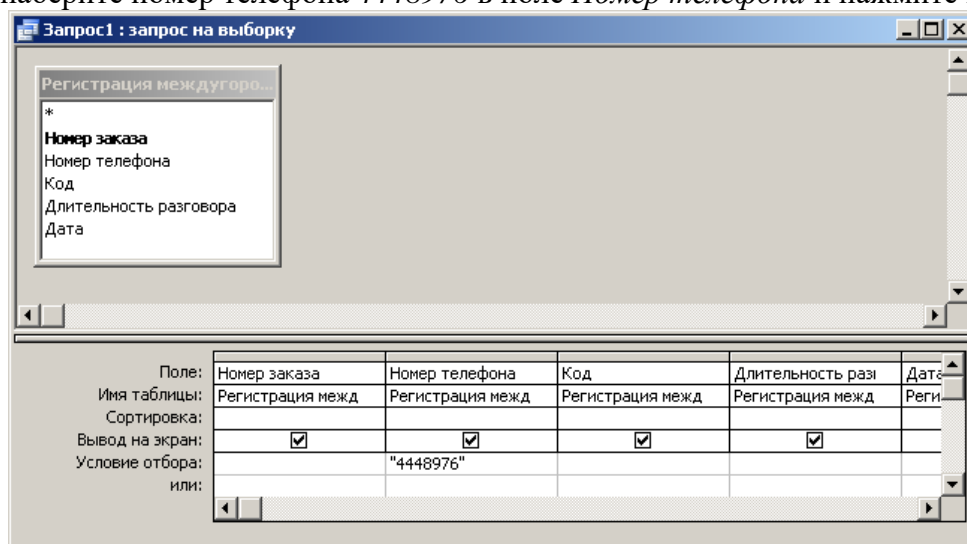 наберите номер телефона 4448976 в поле Номер телефона и нажмите
Запрос1 : запрос на выборку
Регистрация междугоро...
*
Номер заказа
Номер телефона
Код
Длительность разговора
Дата
Поле: Номер заказа Номер телефона Код Длительность разг Дата
Имя таблицы: Регистрация межд Регистрация межд Регистрация межд Регистрация межд Реги
Сортировка:
Вывод на экран:
Условие отбора: "4448976"
или: